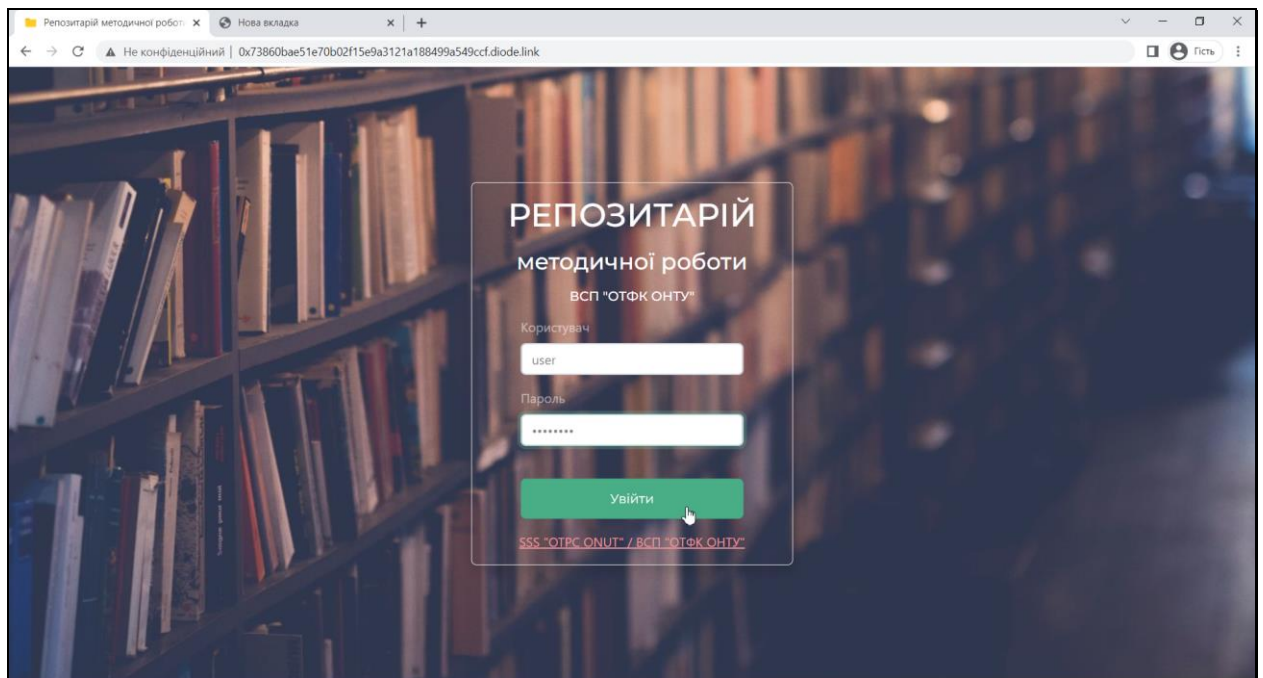 Репозитарій методичної робот
Нова вкладка
Не конфіденційний | 0x73860bae51e70b02f15e9a3121a188499a549ccf.diode.link
Гість
РЕПОЗИТАРІЙ
методичної роботи
ВСП "ОТФК ОНТУ"
Користувач
user
Пароль
••••••••
Увійти
SSS "OTPC ONUT" / ВСП "ОТФК ОНТУ"